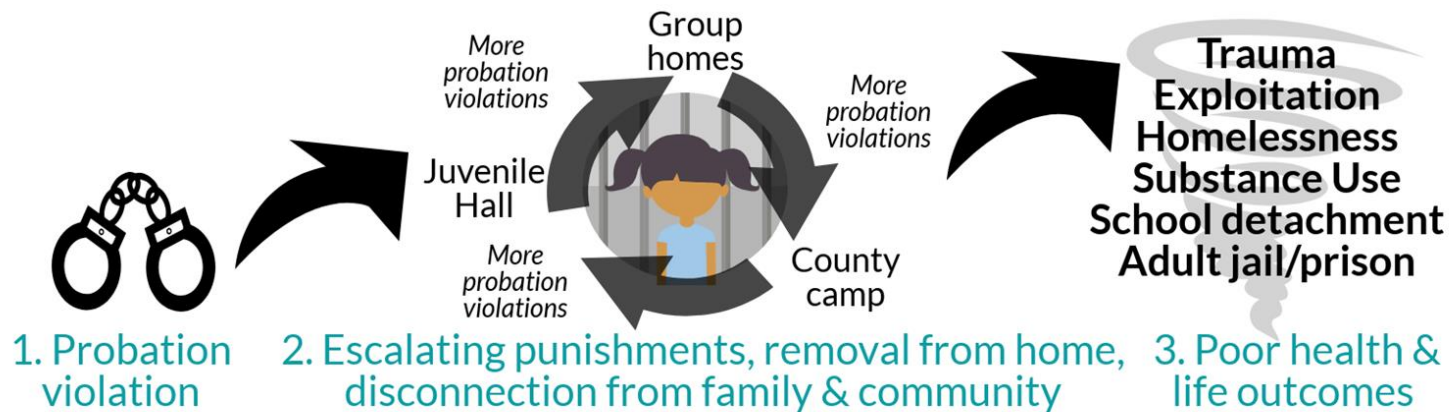 Group
homes
More
probation
violations
More
probation
violations
Juvenile
Hall
More
probation
violations
County
camp
Trauma
Exploitation
Homelessness
Substance Use
School detachment
Adult jail/prison
1. Probation
violation
2. Escalating punishments, removal from home,
disconnection from family & community
3. Poor health &
life outcomes